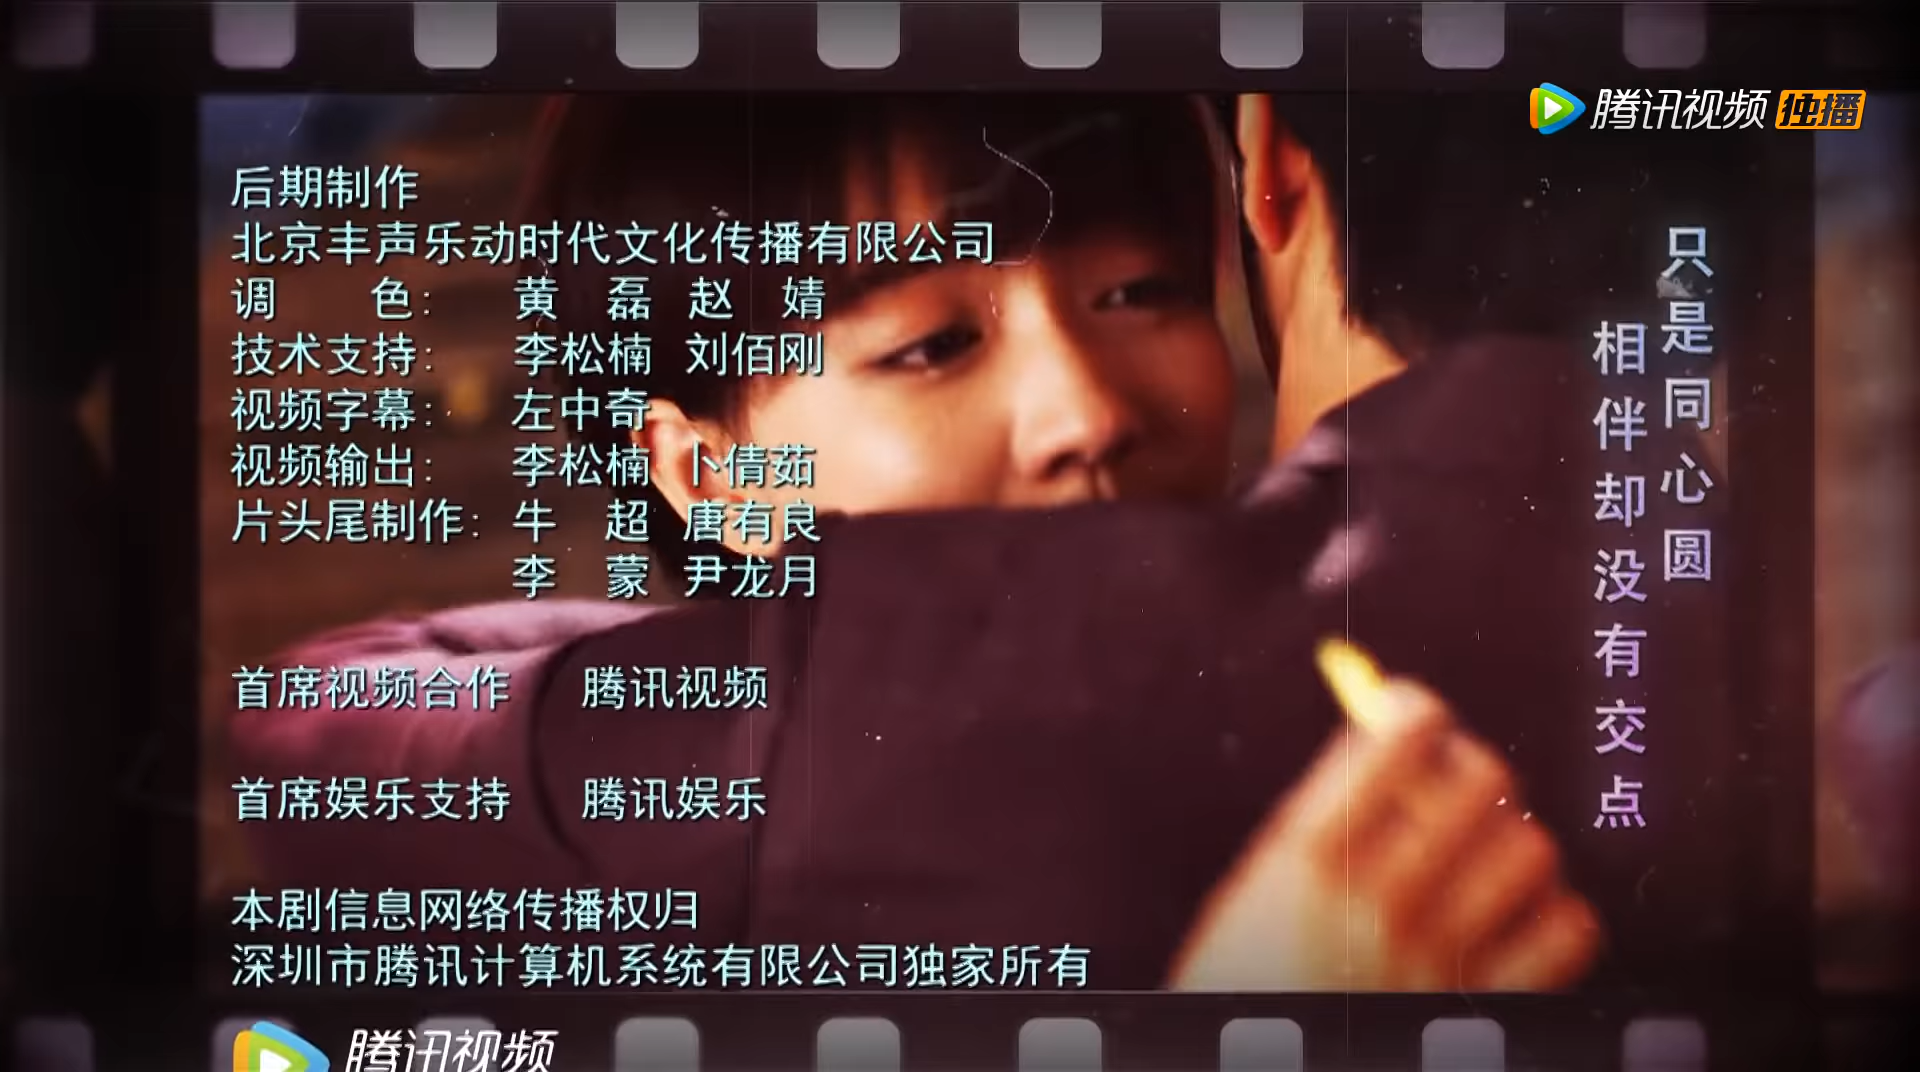 腾讯视频 独播
后期制作
北京丰声乐动时代文化传播有限公司
调 色： 黄 磊 赵 婧
技术支持： 李松楠 刘佰刚
视频字幕： 左中奇
视频输出： 李松楠 卜倩茹
片头尾制作： 牛 超 唐有良
李 蒙 尹龙月
首席视频合作 腾讯视频
首席娱乐支持 腾讯娱乐
本剧信息网络传播权归
深圳市腾讯计算机系统有限公司独家所有
腾讯视频
只是同心圆
相伴却没有交点